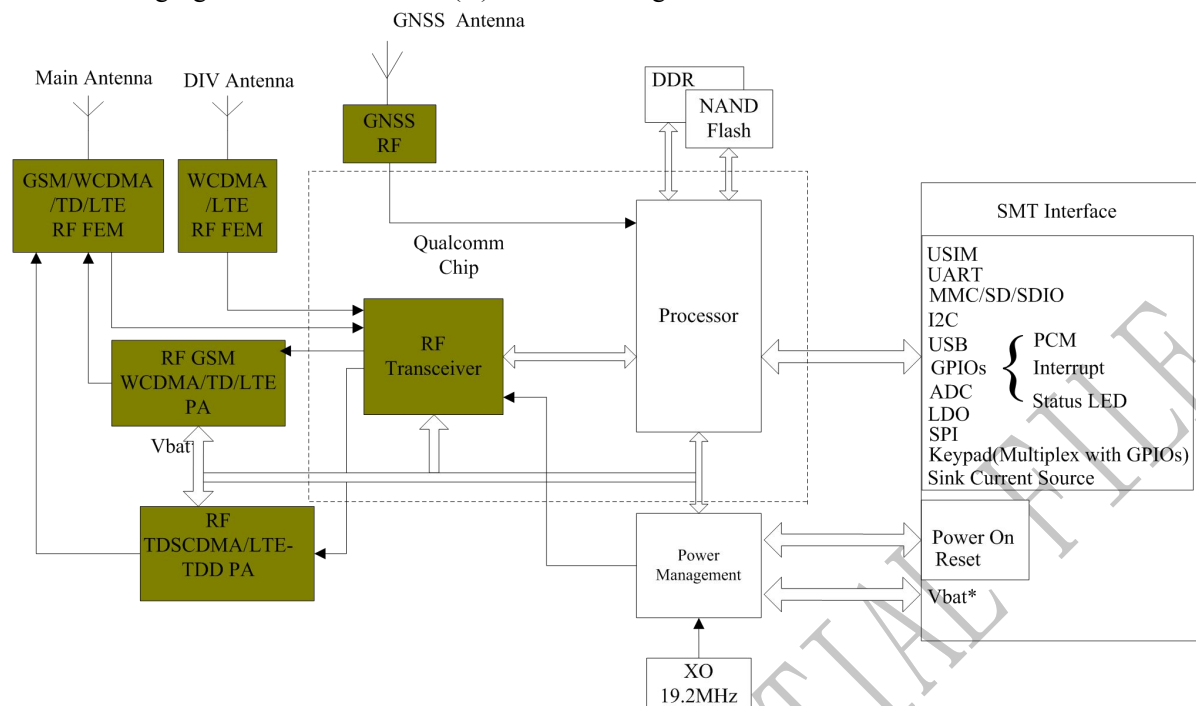 GNSS Antenna
Main Antenna
DIV Antenna
DDR
NAND
Flash
GNSS
RF
GSM/WCDMA
/TD/LTE
RF FEM
WCDMA
/LTE
RF FEM
Qualcomm
Chip
SMT Interface
USIM
UART
MMC/SD/SDIO
I2C
USB
GPIOs
ADC
LDO
SPI
Keypad(Multiplex with GPIOs)
Sink Current Source
PCM
Interrupt
Status LED
Processor
RF
Transceiver
RF GSM
WCDMA/TD/LTE
PA
Vbat*
RF
TDSCDMA/LTE-
TDD PA
Power
Management
Power On
Reset
Vbat*
XO
19.2MHz
TIAL FILE